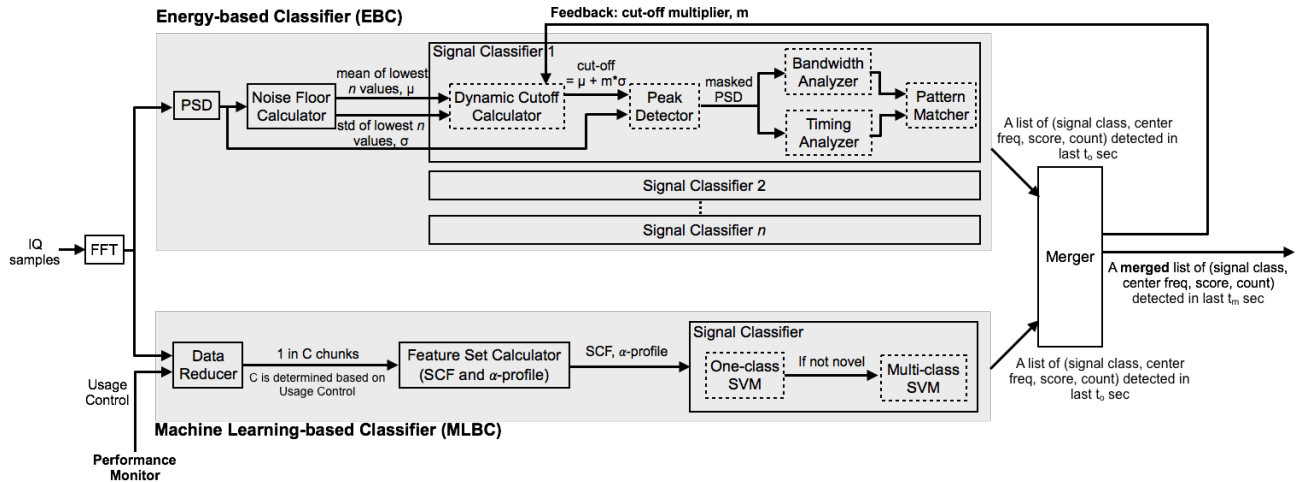 Energy-based Classifier (EBC)
Feedback: cut-off multiplier, m
Signal Classifier 1
mean of lowest
n values, μ
cut-off
= μ + m*σ
PSD
Noise Floor
Calculator
Dynamic Cutoff
Calculator
Peak
Detector
masked
PSD
Bandwidth
Analyzer
Timing
Analyzer
Pattern
Matcher
std of lowest n
values, σ
A list of (signal class, center
freq, score, count) detected in
last to sec
Signal Classifier 2
Signal Classifier n
IQ
samples
FFT
Merger
A merged list of (signal class,
center freq, score, count)
detected in last tm sec
Data
Reducer
1 in C chunks
C is determined based on
Usage Control
Feature Set Calculator
(SCF and α-profile)
SCF, α-profile
Signal Classifier
One-class
SVM
If not novel
Multi-class
SVM
A list of (signal class, center
freq, score, count) detected in
last to sec
Usage
Control
Machine Learning-based Classifier (MLBC)
Performance
Monitor